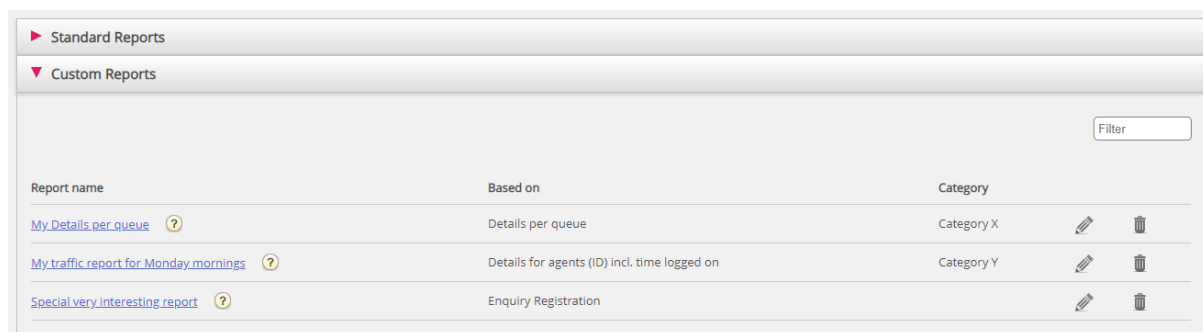 Standard Reports
Custom Reports
Filter
Report name Based on Category
My Details per queue ? Details per queue Category X
My traffic report for Monday mornings ? Details for agents (ID) incl. time logged on Category Y
Special very interesting report ? Enquiry Registration